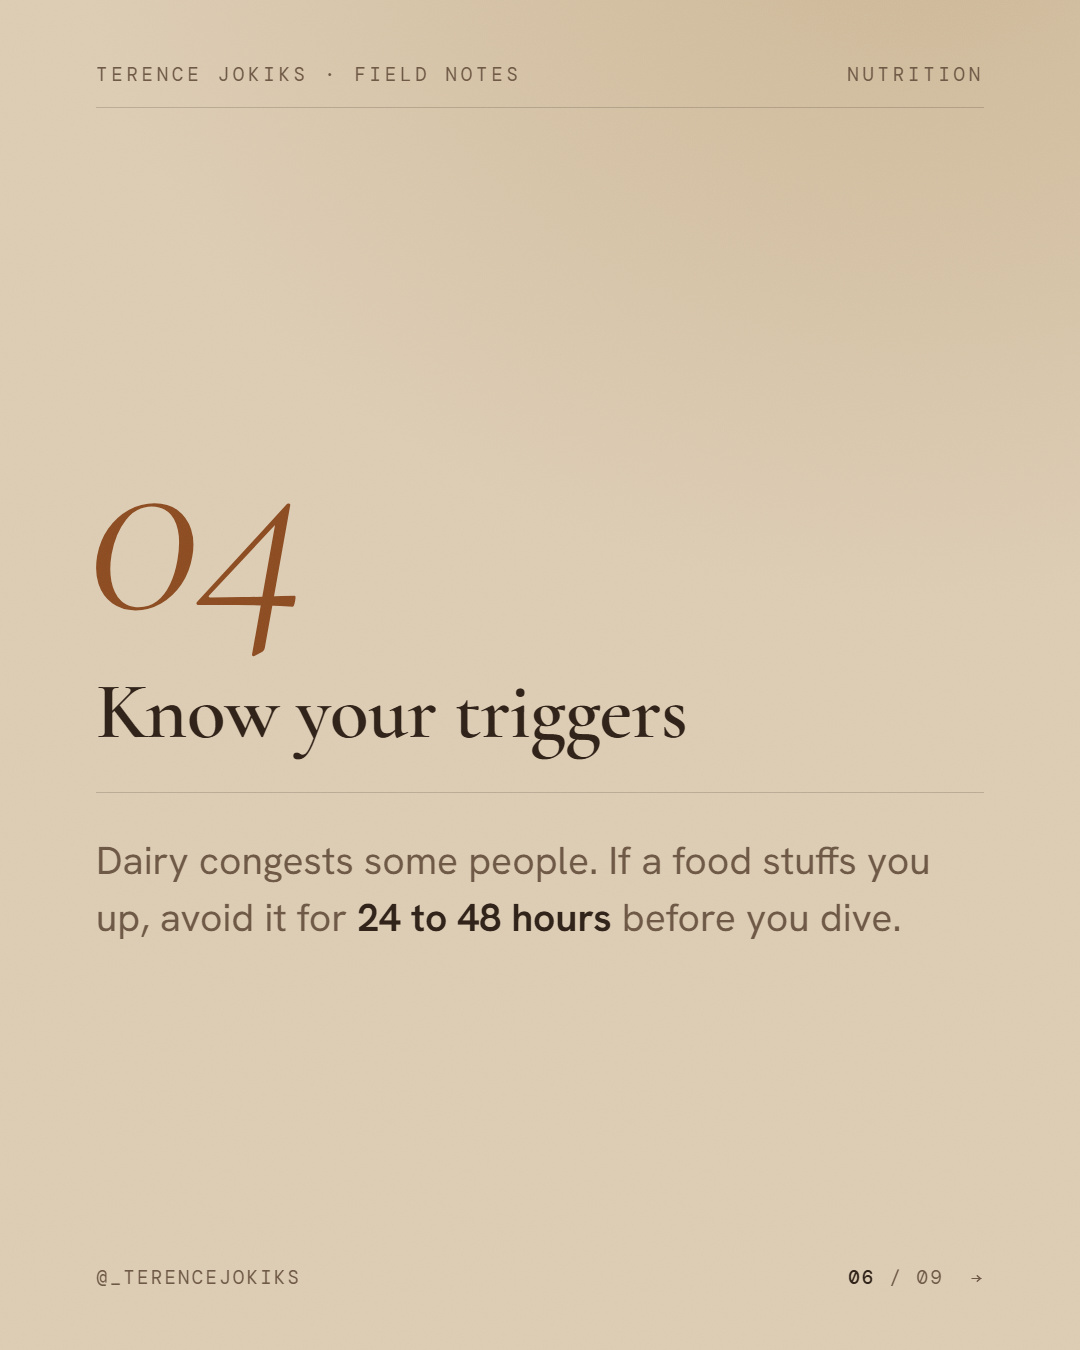 TERENCE JOKIKS · FIELD NOTES
NUTRITION
04
Know your triggers
Dairy congests some people. If a food stuffs you
up, avoid it for 24 to 48 hours before you dive.
@_TERENCEJOKIKS
06 / 09 →